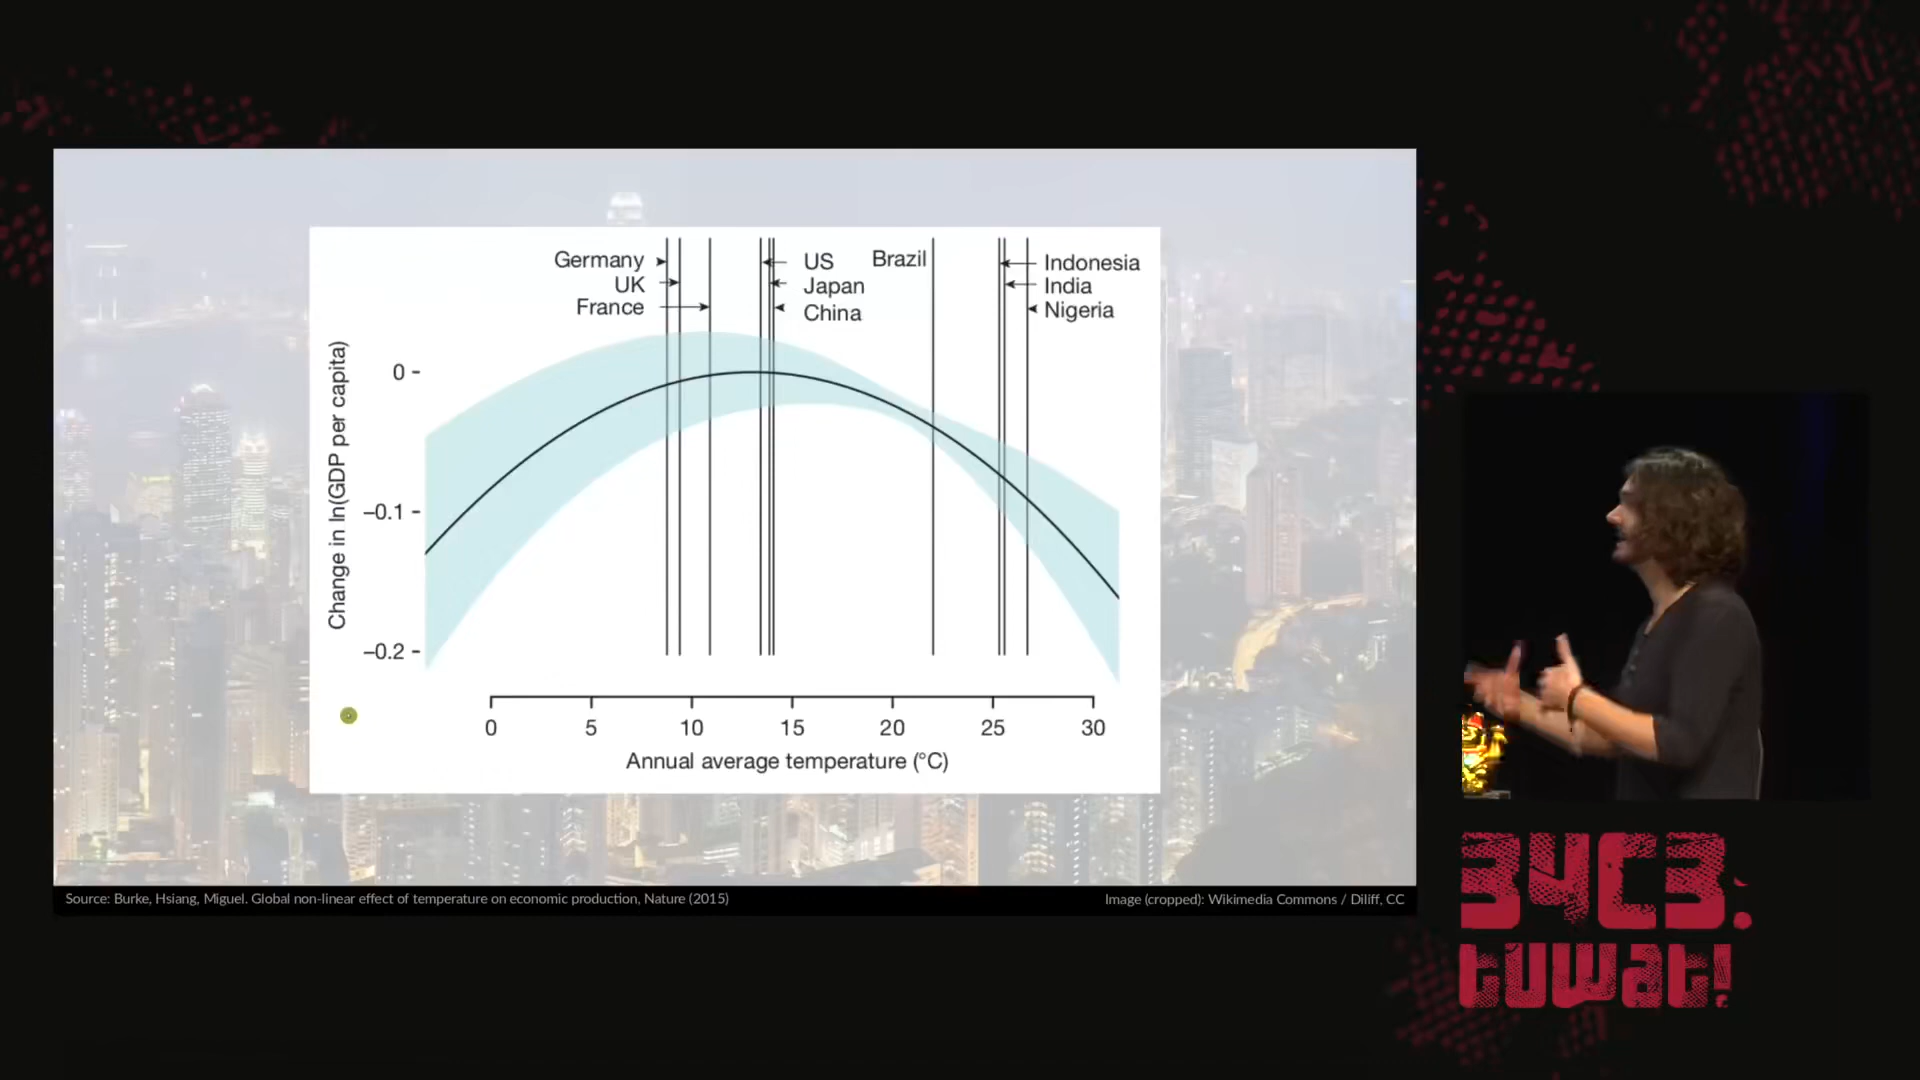 Germany
UK
France
US
Japan
China
Brazil
Indonesia
India
Nigeria
Change in ln(GDP per capita)
0
–0.1
–0.2
0 5 10 15 20 25 30
Annual average temperature (°C)
Source: Burke, Hsiang, Miguel. Global non-linear effect of temperature on economic production, Nature (2015)
Image (cropped): Wikimedia Commons / Diliff, CC
34C3.
tuwat!